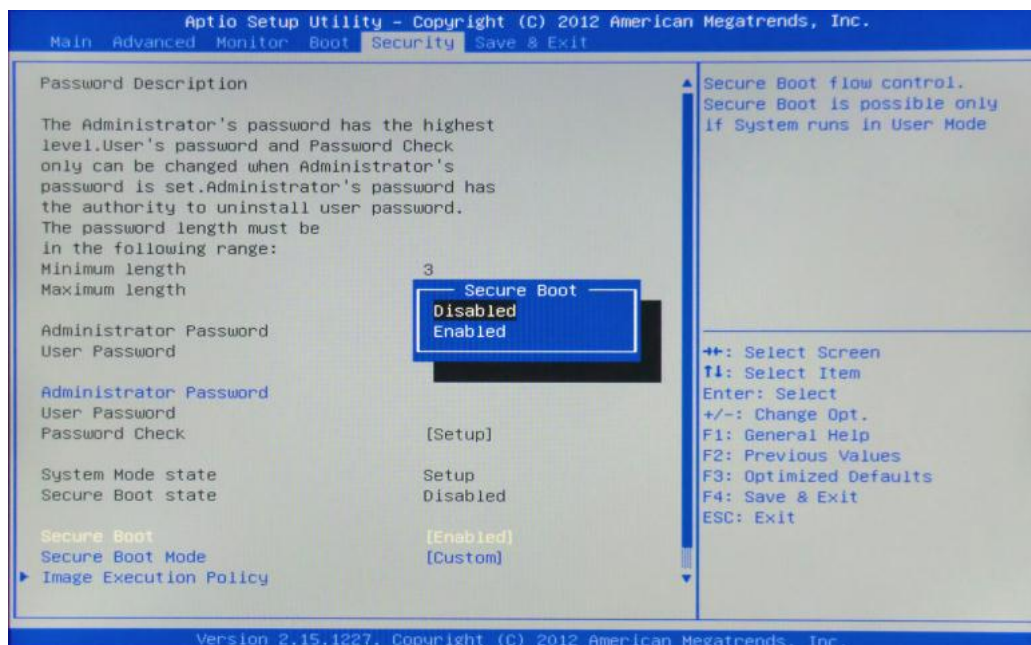 Aptio Setup Utility – Copyright (C) 2012 American Megatrends, Inc.
Main Advanced Monitor Boot Security Save & Exit
Password Description
The Administrator's password has the highest
level.User's password and Password Check
only can be changed when Administrator's
password is set.Administrator's password has
the authority to uninstall user password.
The password length must be
in the following range:
Minimum length 3
Maximum length
Administrator Password
User Password
Administrator Password
User Password
Password Check [Setup]
System Mode state Setup
Secure Boot state Disabled
Secure Boot [Enabled]
Secure Boot Mode [Custom]
Image Execution Policy
Secure Boot
Disabled
Enabled
Secure Boot flow control.
Secure Boot is possible only
if System runs in User Mode
→←: Select Screen
↑↓: Select Item
Enter: Select
+/-: Change Opt.
F1: General Help
F2: Previous Values
F3: Optimized Defaults
F4: Save & Exit
ESC: Exit
Version 2.15.1227. Copyright (C) 2012 American Megatrends, Inc.